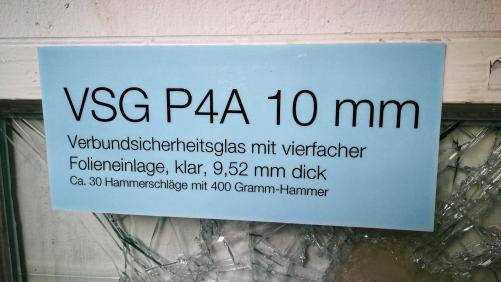 VSG P4A 10 mm
Verbundsicherheitsglas mit vierfacher
Folieneinlage, klar, 9,52 mm dick
Ca. 30 Hammerschläge mit 400 Gramm-Hammer